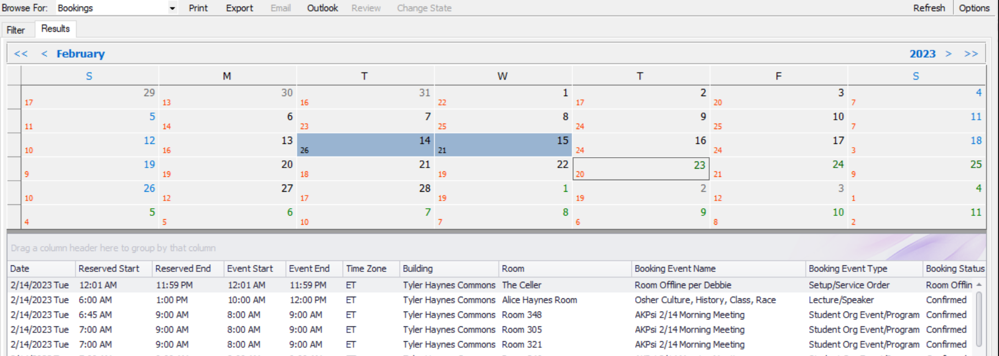 Browse For: Bookings Print Export Email Outlook Review Change State Refresh Options
Filter Results
<< < February 2023 > >>
S M T W T F S
29 30 31 1 2 3 4
17 13 16 22 17 20 7
5 6 7 8 9 10 11
11 14 23 25 24 25 7
12 13 14 15 16 17 18
10 16 26 21 24 24 3
19 20 21 22 23 24 25
9 19 18 19 20 21 9
26 27 28 1 2 3 4
10 12 17 19 19 12 1
5 6 7 8 9 10 11
4 5 10 7 6 8 2
Drag a column header here to group by that column
Date Reserved Start Reserved End Event Start Event End Time Zone Building Room Booking Event Name Booking Event Type Booking Status
2/14/2023 Tue 12:01 AM 11:59 PM 12:01 AM 11:59 PM ET Tyler Haynes Commons The Celler Room Offline per Debbie Setup/Service Order Room Offlin
2/14/2023 Tue 6:00 AM 1:00 PM 10:00 AM 12:00 PM ET Tyler Haynes Commons Alice Haynes Room Osher Culture, History, Class, Race Lecture/Speaker Confirmed
2/14/2023 Tue 6:45 AM 9:00 AM 8:00 AM 9:00 AM ET Tyler Haynes Commons Room 348 AKPsi 2/14 Morning Meeting Student Org Event/Program Confirmed
2/14/2023 Tue 7:00 AM 9:00 AM 8:00 AM 9:00 AM ET Tyler Haynes Commons Room 305 AKPsi 2/14 Morning Meeting Student Org Event/Program Confirmed
2/14/2023 Tue 7:00 AM 9:00 AM 8:00 AM 9:00 AM ET Tyler Haynes Commons Room 321 AKPsi 2/14 Morning Meeting Student Org Event/Program Confirmed